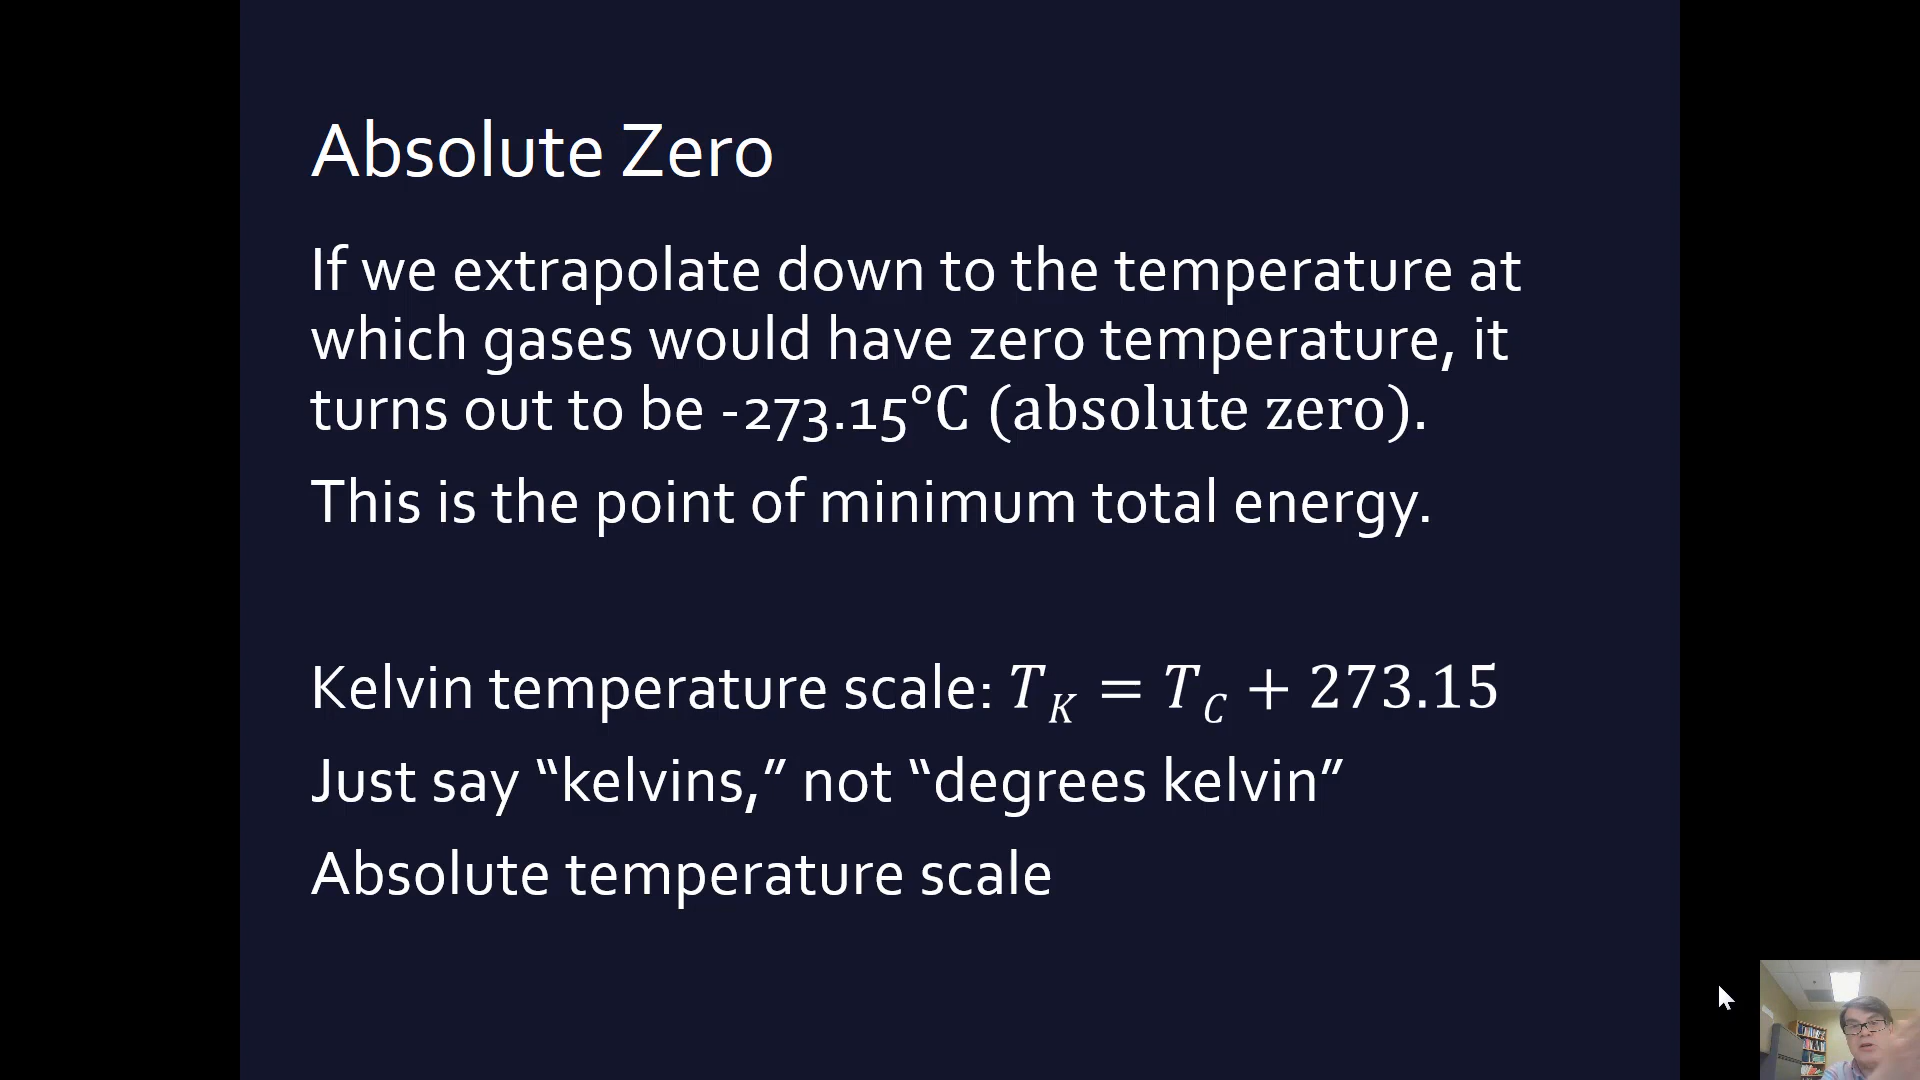 Absolute Zero
If we extrapolate down to the temperature at
which gases would have zero temperature, it
turns out to be -273.15°C (absolute zero).
This is the point of minimum total energy.
Kelvin temperature scale: T_K = T_C + 273.15
Just say “kelvins,” not “degrees kelvin”
Absolute temperature scale